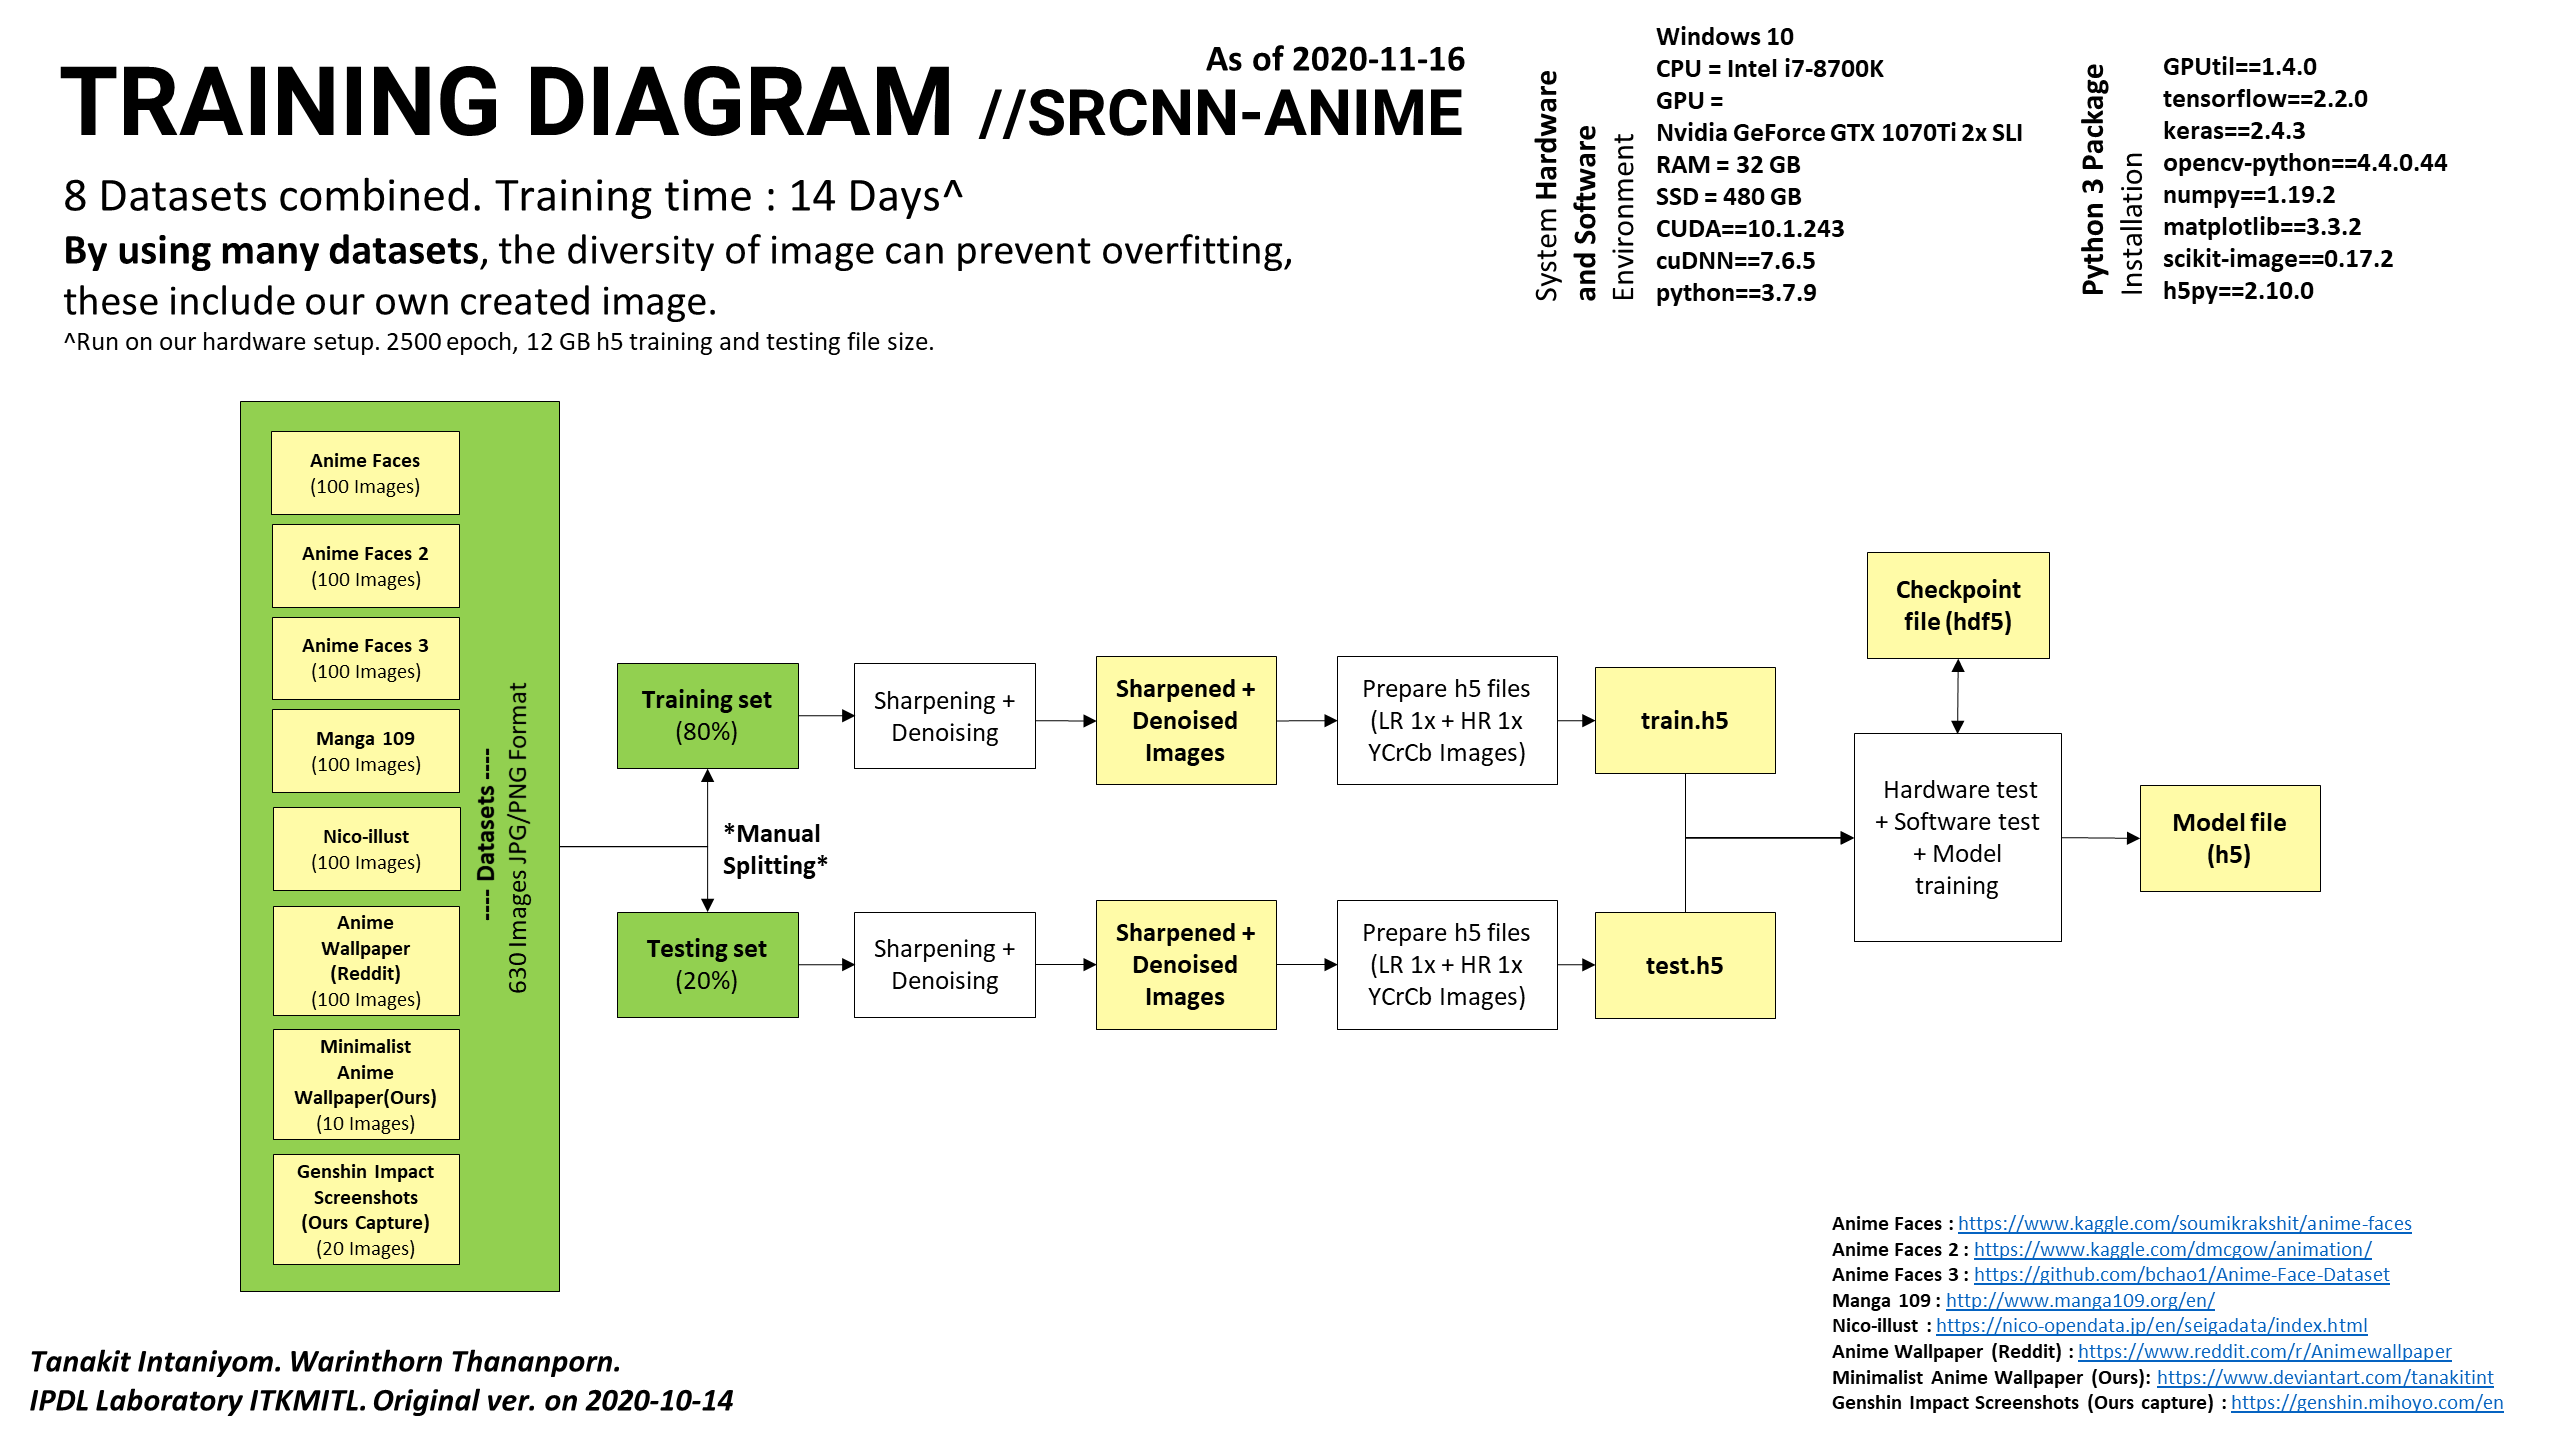 As of 2020-11-16
TRAINING DIAGRAM //SRCNN-ANIME
8 Datasets combined. Training time : 14 Days^
By using many datasets, the diversity of image can prevent overfitting,
these include our own created image.
^Run on our hardware setup. 2500 epoch, 12 GB h5 training and testing file size.
System Hardware
and Software
Environment
Windows 10
CPU = Intel i7-8700K
GPU =
Nvidia GeForce GTX 1070Ti 2x SLI
RAM = 32 GB
SSD = 480 GB
CUDA==10.1.243
cuDNN==7.6.5
python==3.7.9
Python 3 Package
Installation
GPUtil==1.4.0
tensorflow==2.2.0
keras==2.4.3
opencv-python==4.4.0.44
numpy==1.19.2
matplotlib==3.3.2
scikit-image==0.17.2
h5py==2.10.0
Anime Faces
(100 Images)
Anime Faces 2
(100 Images)
Anime Faces 3
(100 Images)
Manga 109
(100 Images)
Nico-illust
(100 Images)
Anime
Wallpaper
(Reddit)
(100 Images)
Minimalist
Anime
Wallpaper(Ours)
(10 Images)
Genshin Impact
Screenshots
(Ours Capture)
(20 Images)
---- Datasets ----
630 Images JPG/PNG Format
Training set
(80%)
*Manual
Splitting*
Testing set
(20%)
Sharpening +
Denoising
Sharpened +
Denoised
Images
Prepare h5 files
(LR 1x + HR 1x
YCrCb Images)
train.h5
Sharpening +
Denoising
Sharpened +
Denoised
Images
Prepare h5 files
(LR 1x + HR 1x
YCrCb Images)
test.h5
Checkpoint
file (hdf5)
Hardware test
+ Software test
+ Model
training
Model file
(h5)
Anime Faces : https://www.kaggle.com/soumikrakshit/anime-faces
Anime Faces 2 : https://www.kaggle.com/dmcgow/animation/
Anime Faces 3 : https://github.com/bchao1/Anime-Face-Dataset
Manga 109 : http://www.manga109.org/en/
Nico-illust : https://nico-opendata.jp/en/seigadata/index.html
Anime Wallpaper (Reddit) : https://www.reddit.com/r/Animewallpaper
Minimalist Anime Wallpaper (Ours): https://www.deviantart.com/tanakitint
Genshin Impact Screenshots (Ours capture) : https://genshin.mihoyo.com/en
Tanakit Intaniyom. Warinthorn Thananporn.
IPDL Laboratory ITKMITL. Original ver. on 2020-10-14